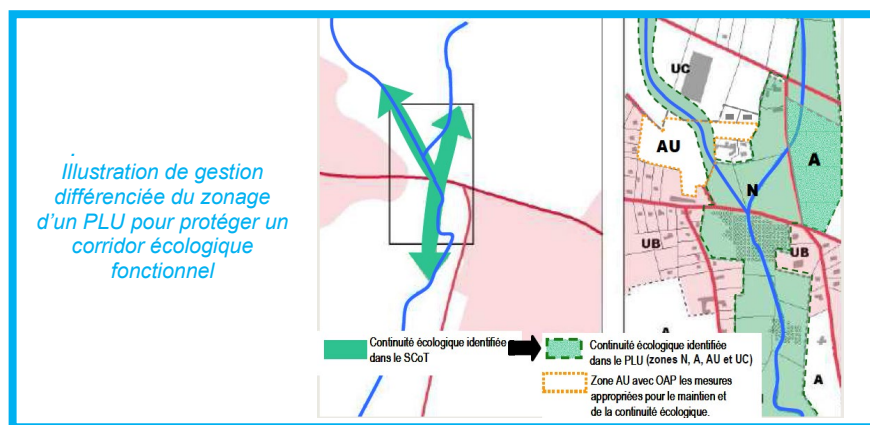 .
Illustration de gestion
différenciée du zonage
d'un PLU pour protéger un
corridor écologique
fonctionnel
UC
AU
A
N
UB
UB
A
A
Continuité écologique identifiée
dans le SCoT
Continuité écologique identifiée
dans le PLU (zones N, A, AU et UC)
Zone AU avec OAP les mesures
appropriées pour le maintien et
de la continuité écologique.